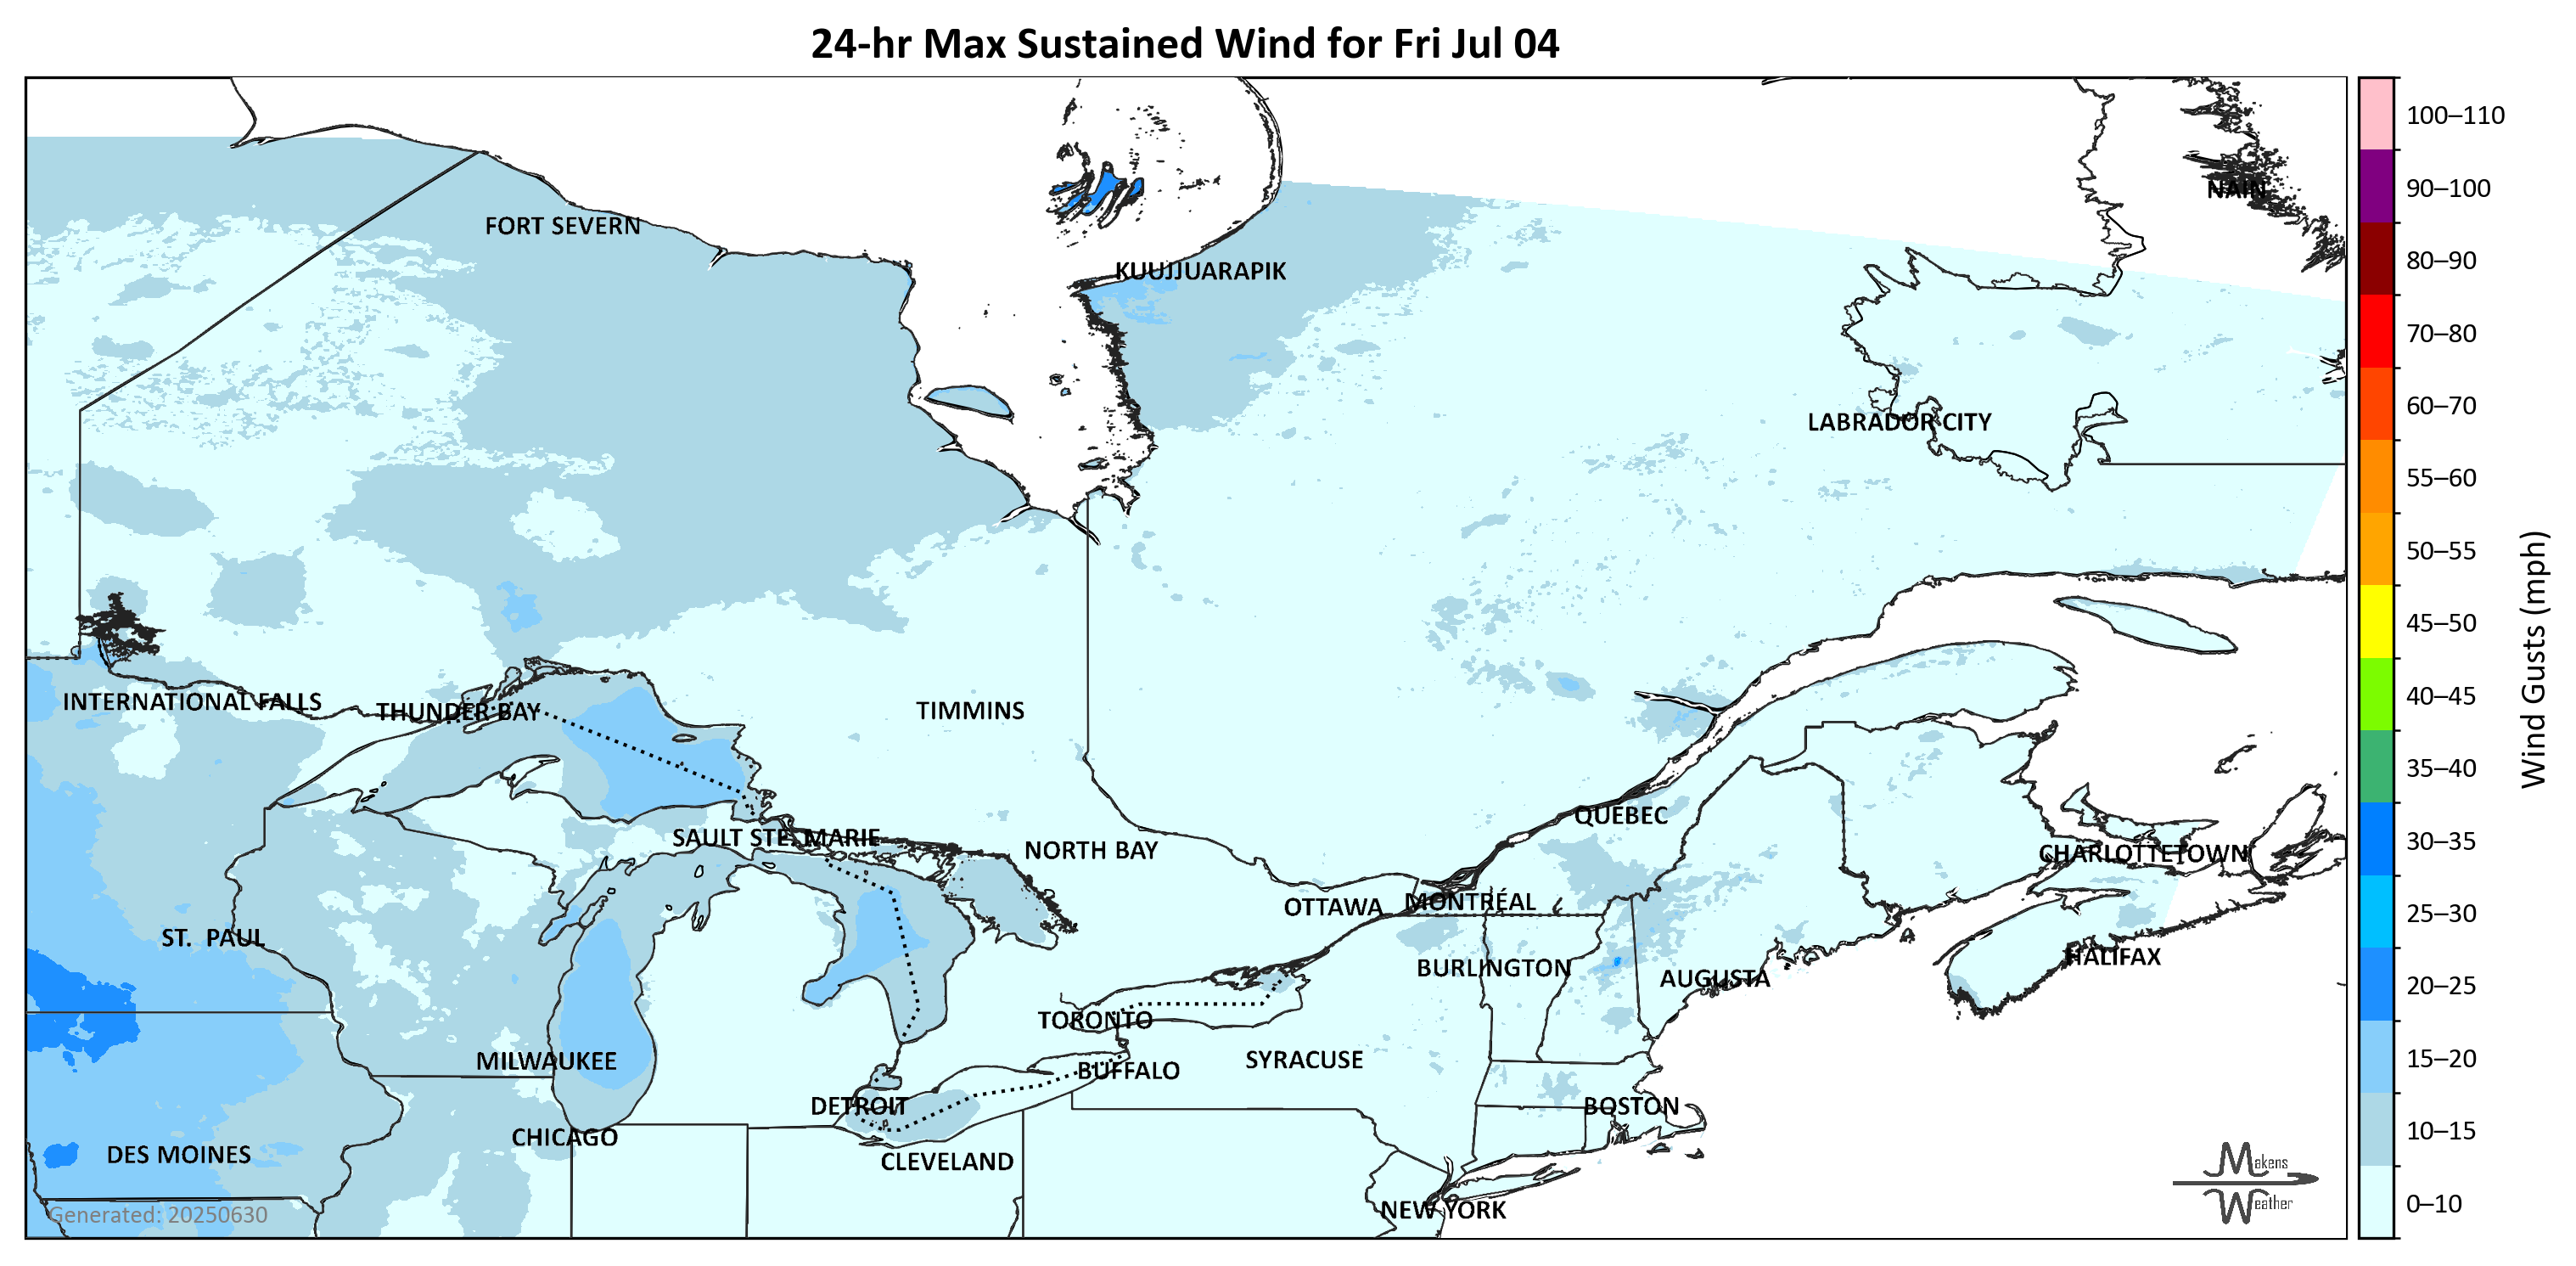 24-hr Max Sustained Wind for Fri Jul 04
100–110
90–100
80–90
70–80
60–70
55–60
50–55
45–50
40–45
35–40
30–35
25–30
20–25
15–20
10–15
0–10
Wind Gusts (mph)
NAIN
FORT SEVERN
KUUJJUARAPIK
LABRADOR CITY
INTERNATIONAL FALLS
THUNDER BAY
TIMMINS
QUÉBEC
SAULT STE. MARIE
NORTH BAY
CHARLOTTETOWN
OTTAWA
MONTRÉAL
ST.  PAUL
HALIFAX
BURLINGTON
AUGUSTA
TORONTO
MILWAUKEE
SYRACUSE
BUFFALO
DETROIT
BOSTON
CHICAGO
DES MOINES
CLEVELAND
NEW YORK
Generated: 20250630
Makens
Weather